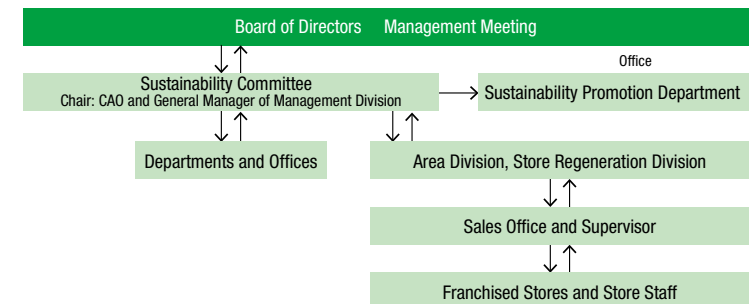 Board of Directors Management Meeting
Office
Sustainability Committee
Chair: CAO and General Manager of Management Division
Sustainability Promotion Department
Departments and Offices
Area Division, Store Regeneration Division
Sales Office and Supervisor
Franchised Stores and Store Staff